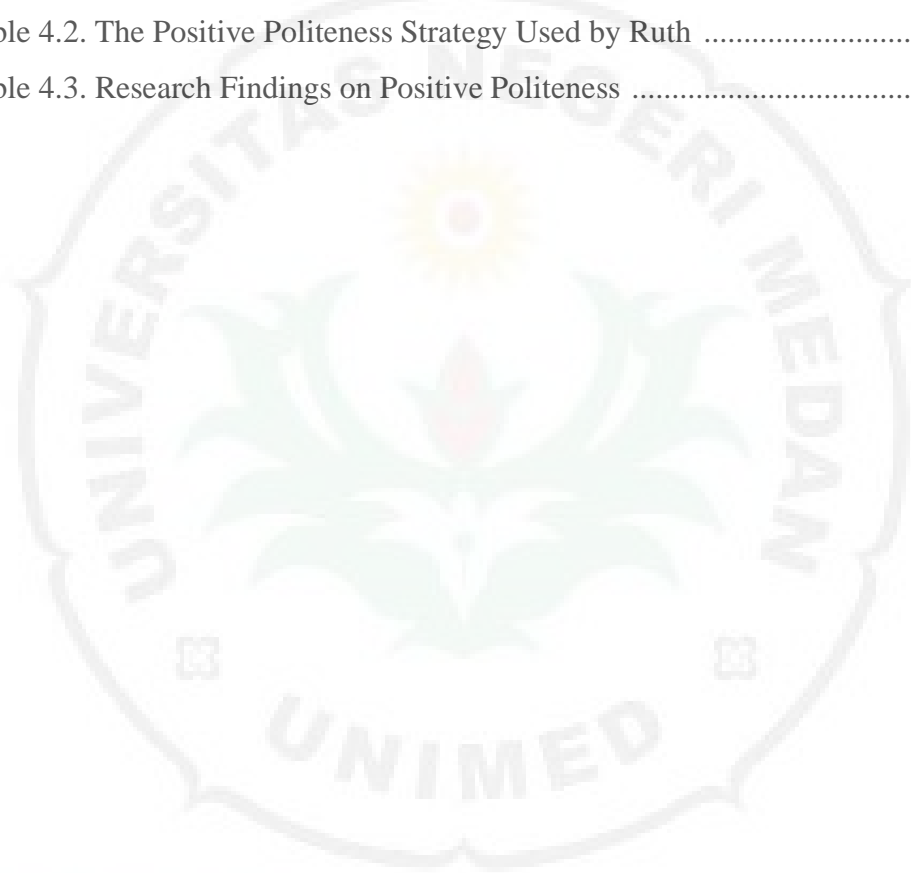 ble 4.2. The Positive Politeness Strategy Used by Ruth ..........................
ble 4.3. Research Findings on Positive Politeness ...................................
UNIVERSITAS NEGERI MEDAN
UNIMED